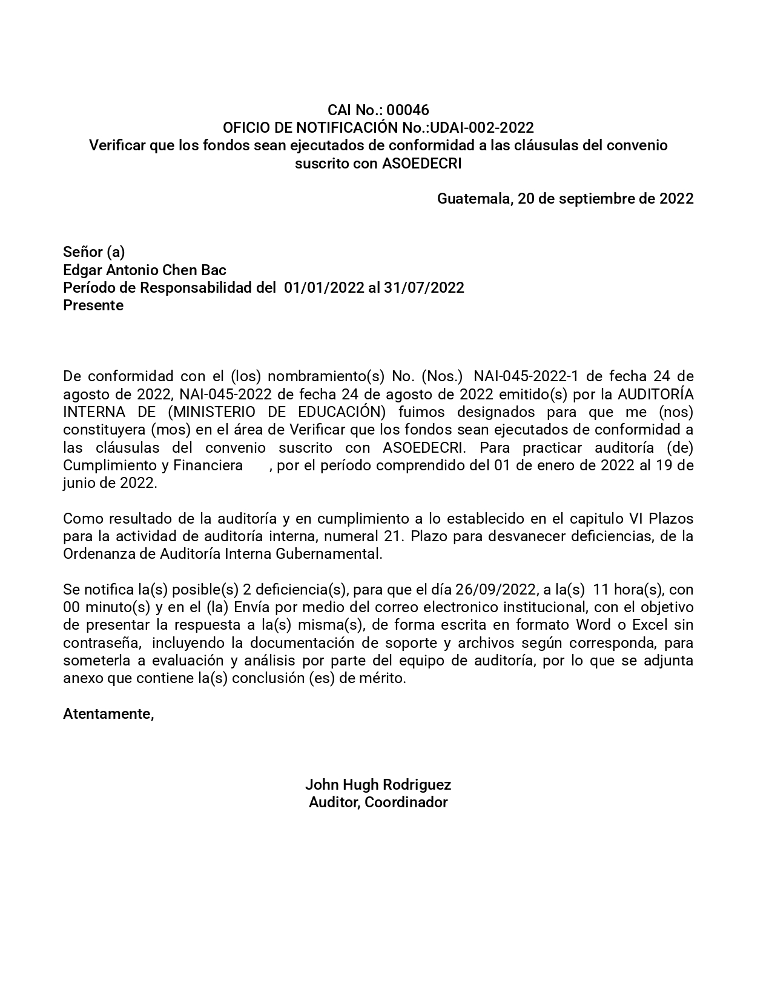 CAI No.: 00046
OFICIO DE NOTIFICACIÓN No.:UDAI-002-2022
Verificar que los fondos sean ejecutados de conformidad a las cláusulas del convenio
suscrito con ASOEDECRI
Guatemala, 20 de septiembre de 2022
Señor (a)
Edgar Antonio Chen Bac
Período de Responsabilidad del  01/01/2022 al 31/07/2022
Presente
De conformidad con el (los) nombramiento(s) No. (Nos.)  NAI-045-2022-1 de fecha 24 de
agosto de 2022, NAI-045-2022 de fecha 24 de agosto de 2022 emitido(s) por la AUDITORÍA
INTERNA DE (MINISTERIO DE EDUCACIÓN) fuimos designados para que me (nos)
constituyera (mos) en el área de Verificar que los fondos sean ejecutados de conformidad a
las cláusulas del convenio suscrito con ASOEDECRI. Para practicar auditoría (de)
Cumplimiento y Financiera     , por el período comprendido del 01 de enero de 2022 al 19 de
junio de 2022.
Como resultado de la auditoría y en cumplimiento a lo establecido en el capitulo VI Plazos
para la actividad de auditoría interna, numeral 21. Plazo para desvanecer deficiencias, de la
Ordenanza de Auditoría Interna Gubernamental.
Se notifica la(s) posible(s) 2 deficiencia(s), para que el día 26/09/2022, a la(s)  11 hora(s), con
00 minuto(s) y en el (la) Envía por medio del correo electronico institucional, con el objetivo
de presentar la respuesta a la(s) misma(s), de forma escrita en formato Word o Excel sin
contraseña,  incluyendo la documentación de soporte y archivos según corresponda, para
someterla a evaluación y análisis por parte del equipo de auditoría, por lo que se adjunta
anexo que contiene la(s) conclusión (es) de mérito.
Atentamente,
John Hugh Rodriguez
Auditor, Coordinador